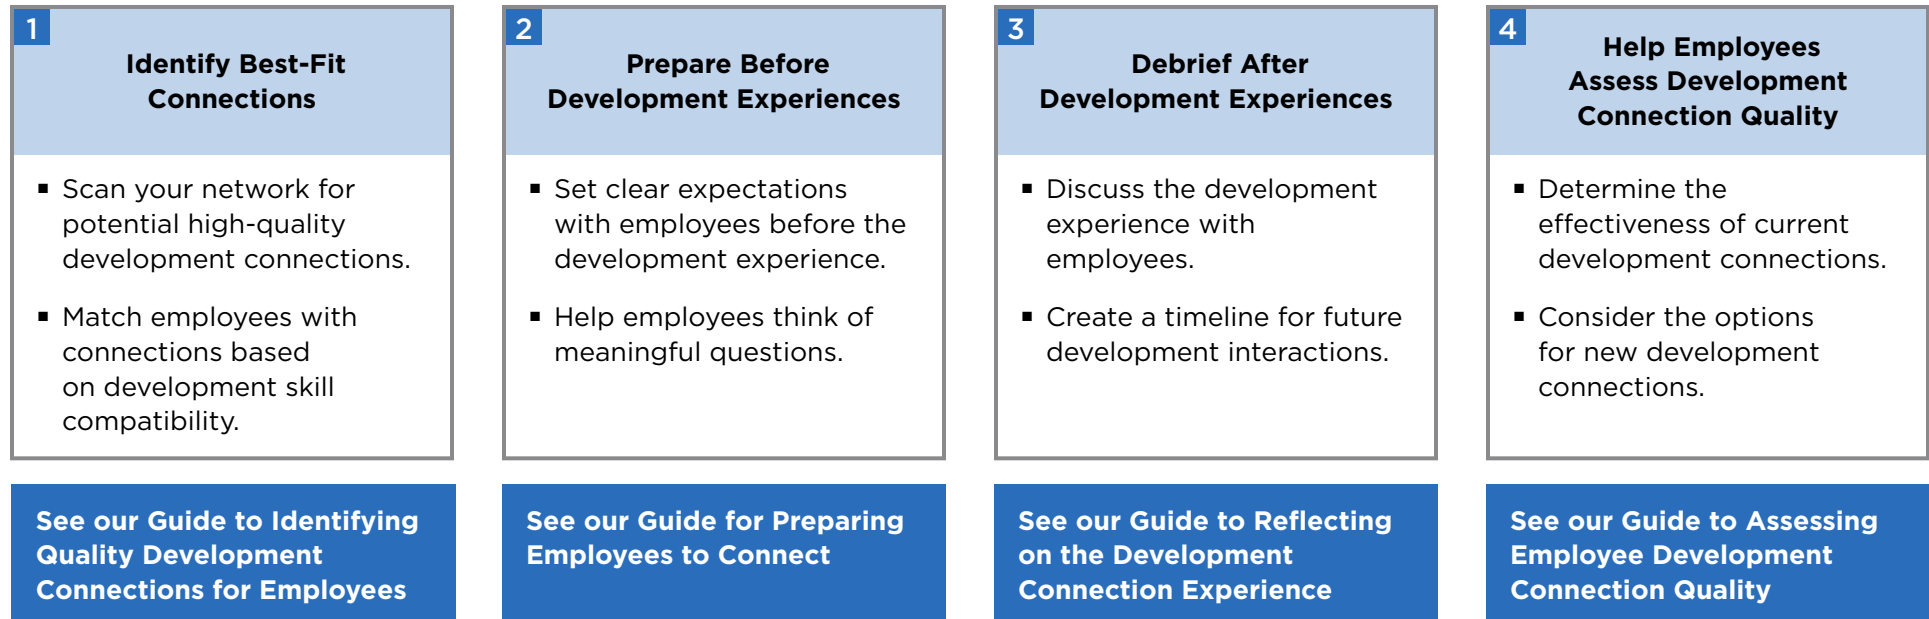 1
Identify Best-Fit
Connections
▪ Scan your network for
potential high-quality
development connections.
▪ Match employees with
connections based
on development skill
compatibility.
See our Guide to Identifying
Quality Development
Connections for Employees
2
Prepare Before
Development Experiences
▪ Set clear expectations
with employees before the
development experience.
▪ Help employees think of
meaningful questions.
See our Guide for Preparing
Employees to Connect
3
Debrief After
Development Experiences
▪ Discuss the development
experience with
employees.
▪ Create a timeline for future
development interactions.
See our Guide to Reflecting
on the Development
Connection Experience
4
Help Employees
Assess Development
Connection Quality
▪ Determine the
effectiveness of current
development connections.
▪ Consider the options
for new development
connections.
See our Guide to Assessing
Employee Development
Connection Quality